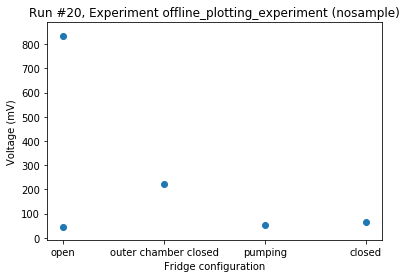 Run #20, Experiment offline_plotting_experiment (nosample)
800
700
600
500
400
300
200
100
0
Voltage (mV)
open outer chamber closed pumping closed
Fridge configuration